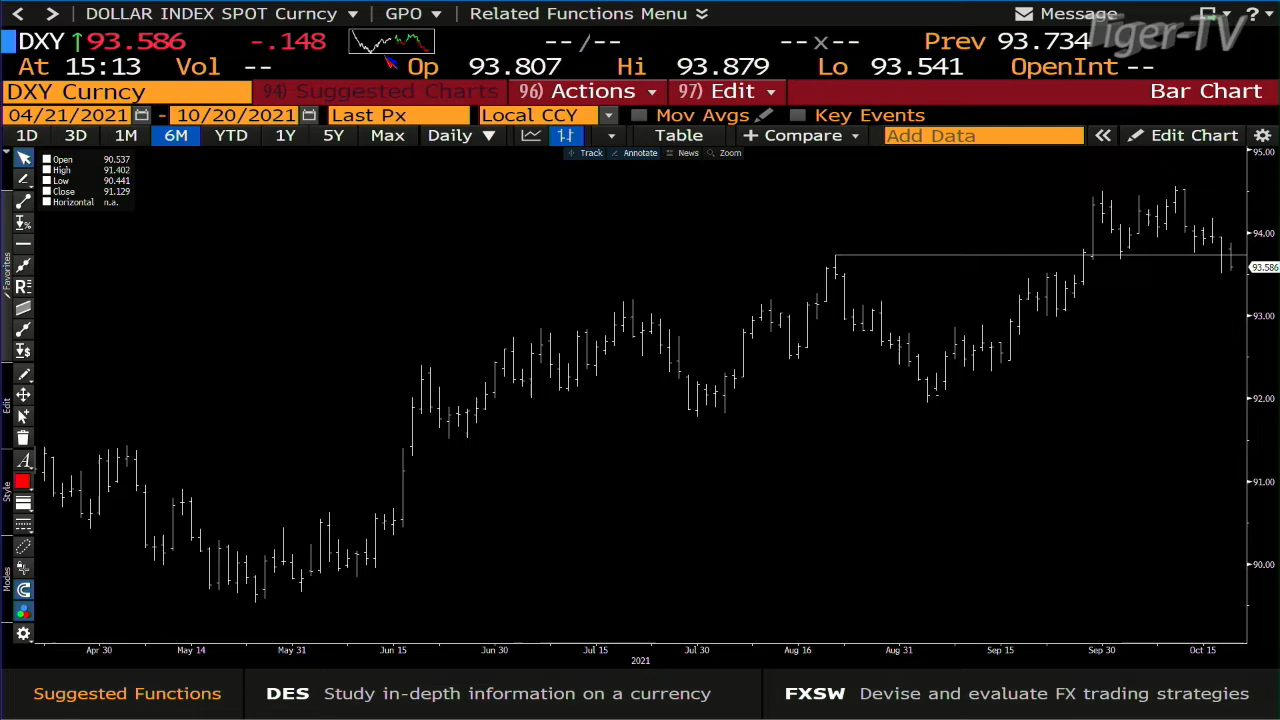 DOLLAR INDEX SPOT Curncy GPO Related Functions Menu Message ?
Tiger-TV
DXY 93.586 -.148 --/-- --x-- Prev 93.734
At 15:13 Vol -- Op 93.807 Hi 93.879 Lo 93.541 OpenInt --
DXY Curncy 94) Suggested Charts 96) Actions 97) Edit Bar Chart
04/21/2021 - 10/20/2021 Last Px Local CCY Mov Avgs Key Events
1D 3D 1M 6M YTD 1Y 5Y Max Daily Table + Compare Add Data « Edit Chart
Track Annotate News Zoom
Open 90.537
High 91.402
Low 90.441
Close 91.129
Horizontal n.a.
Favorites
Edit
Style
Modes
95.00
94.00
93.586
93.00
92.00
91.00
90.00
Apr 30 May 14 May 31 Jun 15 Jun 30 Jul 15 Jul 30 Aug 16 Aug 31 Sep 15 Sep 30 Oct 15
2021
Suggested Functions DES Study in-depth information on a currency FXSW Devise and evaluate FX trading strategies